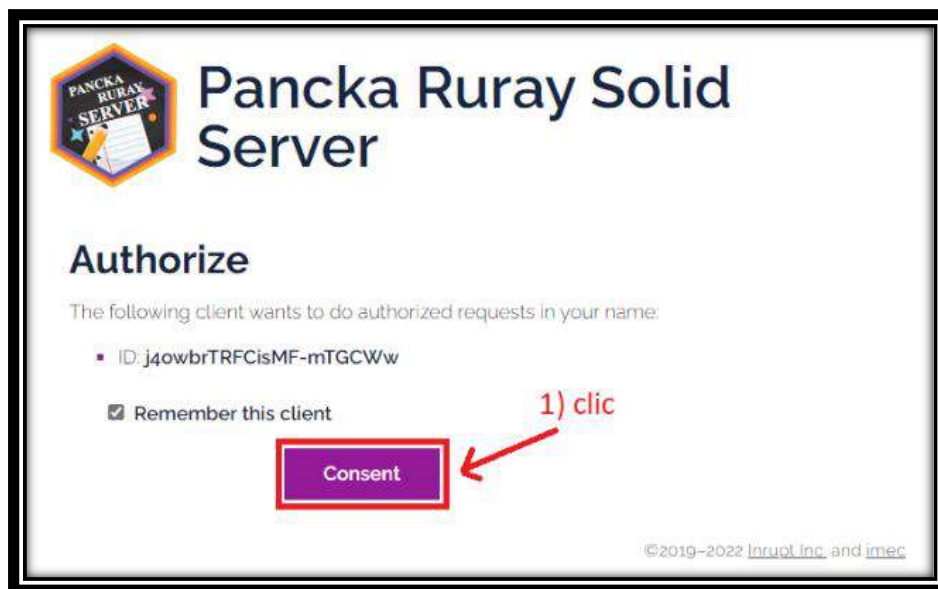 PANCKA
RURAY
SERVER
Pancka Ruray Solid
Server
Authorize
The following client wants to do authorized requests in your name:
ID: j4owbrTRFCisMF-mTGCWw
Remember this client
1) clic
Consent
©2019–2022 Inrupt Inc. and imec